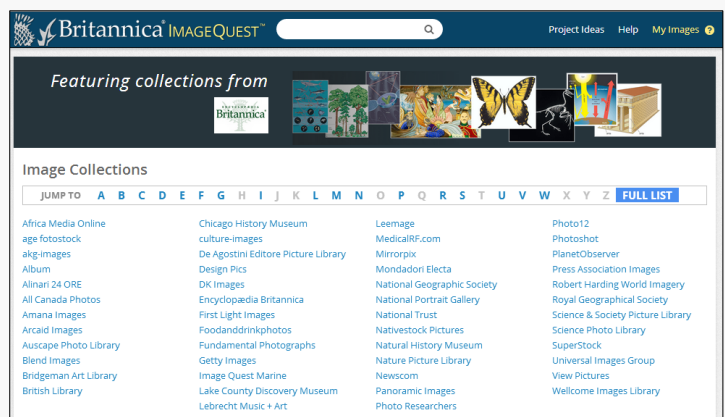 Britannica® IMAGEQUEST™
Project Ideas Help My Images ?
Featuring collections from
ENCYCLOPÆDIA
Britannica®
Image Collections
JUMP TO A B C D E F G H I J K L M N O P Q R S T U V W X Y Z FULL LIST
Africa Media Online
age fotostock
akg-images
Album
Alinari 24 ORE
All Canada Photos
Amana Images
Arcaid Images
Auscape Photo Library
Blend Images
Bridgeman Art Library
British Library
Chicago History Museum
culture-images
De Agostini Editore Picture Library
Design Pics
DK Images
Encyclopædia Britannica
First Light Images
Foodanddrinkphotos
Fundamental Photographs
Getty Images
Image Quest Marine
Lake County Discovery Museum
Lebrecht Music + Art
Leemage
MedicalRF.com
Mirrorpix
Mondadori Electa
National Geographic Society
National Portrait Gallery
National Trust
Nativestock Pictures
Natural History Museum
Nature Picture Library
Newscom
Panoramic Images
Photo Researchers
Photo12
Photoshot
PlanetObserver
Press Association Images
Robert Harding World Imagery
Royal Geographical Society
Science & Society Picture Library
Science Photo Library
SuperStock
Universal Images Group
View Pictures
Wellcome Images Library